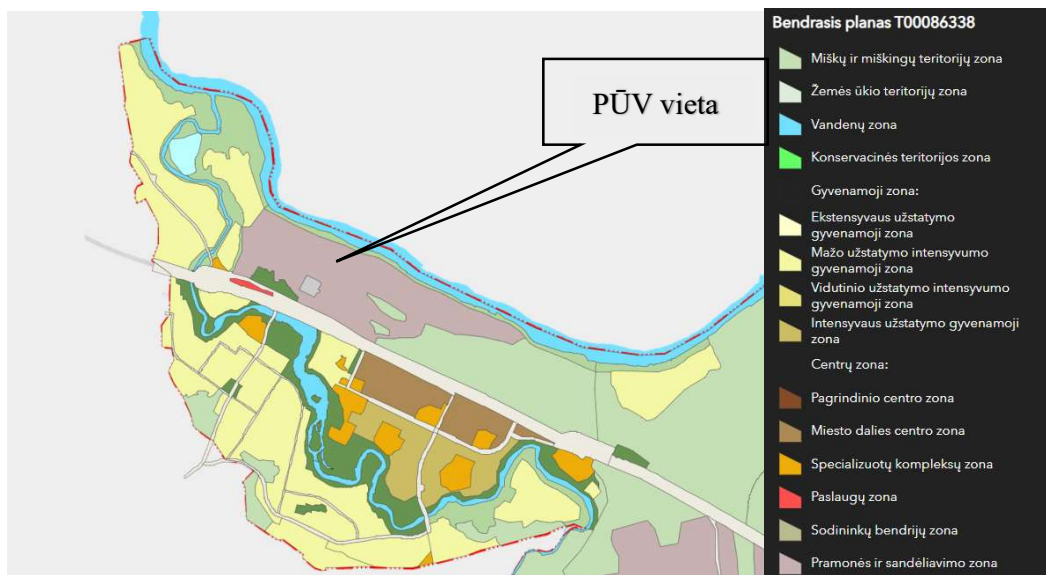 PŪV vieta
Bendrasis planas T00086338
Miškų ir miškingų teritorijų zona
Žemės ūkio teritorijų zona
Vandenų zona
Konservacinės teritorijos zona
Gyvenamoji zona:
Ekstensyvaus užstatymo
gyvenamoji zona
Mažo užstatymo intensyvumo
gyvenamoji zona
Vidutinio užstatymo intensyvumo
gyvenamoji zona
Intensyvaus užstatymo gyvenamoji
zona
Centrų zona:
Pagrindinio centro zona
Miesto dalies centro zona
Specializuotų kompleksų zona
Paslaugų zona
Sodininkų bendrijų zona
Pramonės ir sandėliavimo zona